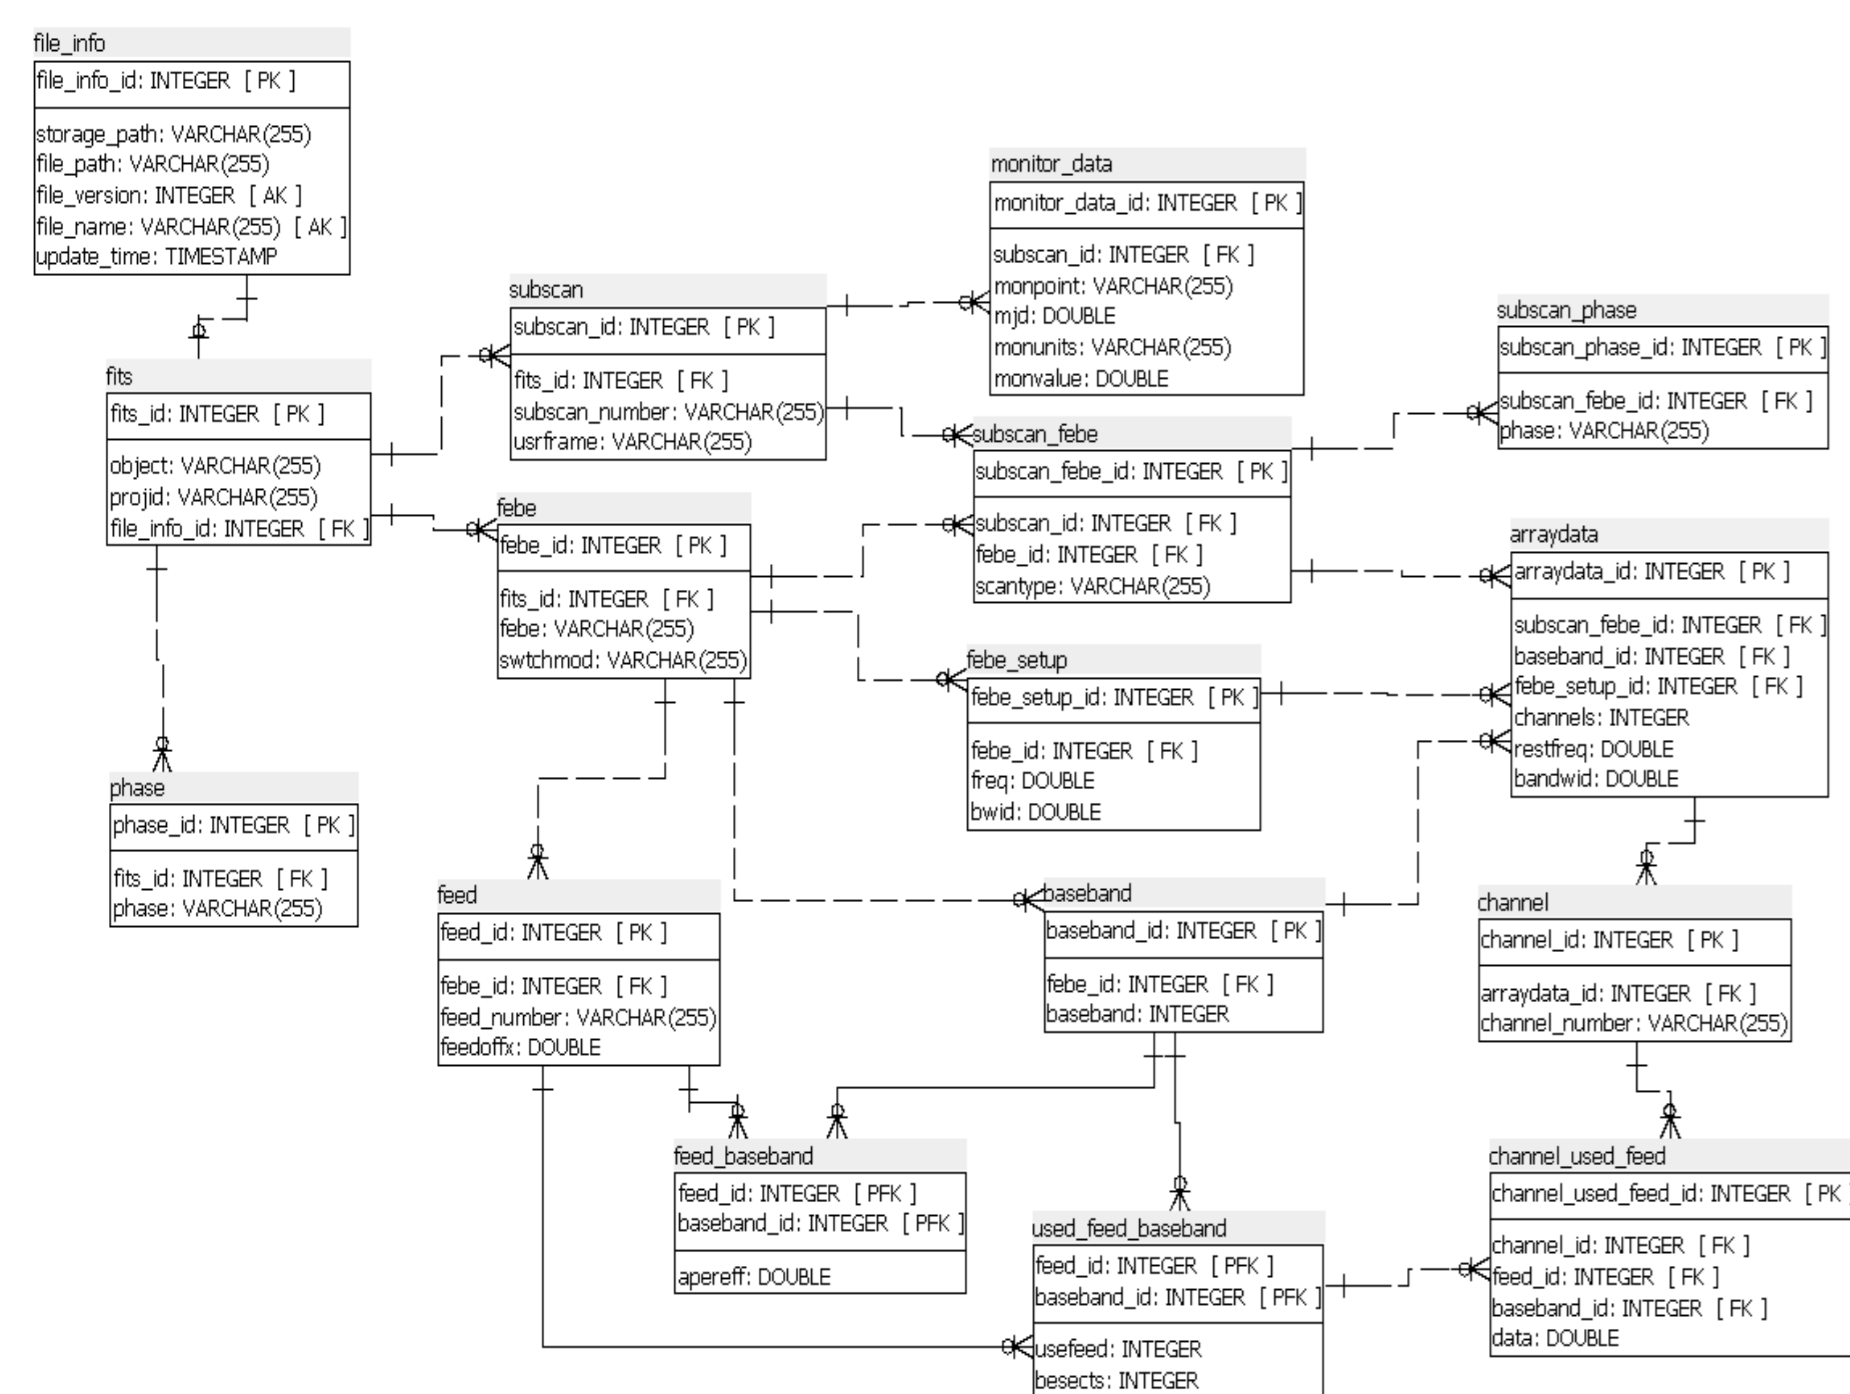 file_info
file_info_id: INTEGER [ PK ]
storage_path: VARCHAR(255)
file_path: VARCHAR(255)
file_version: INTEGER [ AK ]
file_name: VARCHAR(255) [ AK ]
update_time: TIMESTAMP
monitor_data
monitor_data_id: INTEGER [ PK ]
subscan_id: INTEGER [ FK ]
monpoint: VARCHAR(255)
mjd: DOUBLE
monunits: VARCHAR(255)
monvalue: DOUBLE
subscan
subscan_id: INTEGER [ PK ]
fits_id: INTEGER [ FK ]
subscan_number: VARCHAR(255)
usrframe: VARCHAR(255)
subscan_phase
subscan_phase_id: INTEGER [ PK ]
subscan_febe_id: INTEGER [ FK ]
phase: VARCHAR(255)
fits
fits_id: INTEGER [ PK ]
object: VARCHAR(255)
projid: VARCHAR(255)
file_info_id: INTEGER [ FK ]
subscan_febe
subscan_febe_id: INTEGER [ PK ]
subscan_id: INTEGER [ FK ]
febe_id: INTEGER [ FK ]
scantype: VARCHAR(255)
febe
febe_id: INTEGER [ PK ]
fits_id: INTEGER [ FK ]
febe: VARCHAR(255)
swtchmod: VARCHAR(255)
arraydata
arraydata_id: INTEGER [ PK ]
subscan_febe_id: INTEGER [ FK ]
baseband_id: INTEGER [ FK ]
febe_setup_id: INTEGER [ FK ]
channels: INTEGER
restfreq: DOUBLE
bandwid: DOUBLE
febe_setup
febe_setup_id: INTEGER [ PK ]
febe_id: INTEGER [ FK ]
freq: DOUBLE
bwid: DOUBLE
phase
phase_id: INTEGER [ PK ]
fits_id: INTEGER [ FK ]
phase: VARCHAR(255)
feed
feed_id: INTEGER [ PK ]
febe_id: INTEGER [ FK ]
feed_number: VARCHAR(255)
feedoffx: DOUBLE
baseband
baseband_id: INTEGER [ PK ]
febe_id: INTEGER [ FK ]
baseband: INTEGER
channel
channel_id: INTEGER [ PK ]
arraydata_id: INTEGER [ FK ]
channel_number: VARCHAR(255)
feed_baseband
feed_id: INTEGER [ PFK ]
baseband_id: INTEGER [ PFK ]
apereff: DOUBLE
used_feed_baseband
feed_id: INTEGER [ PFK ]
baseband_id: INTEGER [ PFK ]
usefeed: INTEGER
besects: INTEGER
channel_used_feed
channel_used_feed_id: INTEGER [ PK ]
channel_id: INTEGER [ FK ]
feed_id: INTEGER [ FK ]
baseband_id: INTEGER [ FK ]
data: DOUBLE